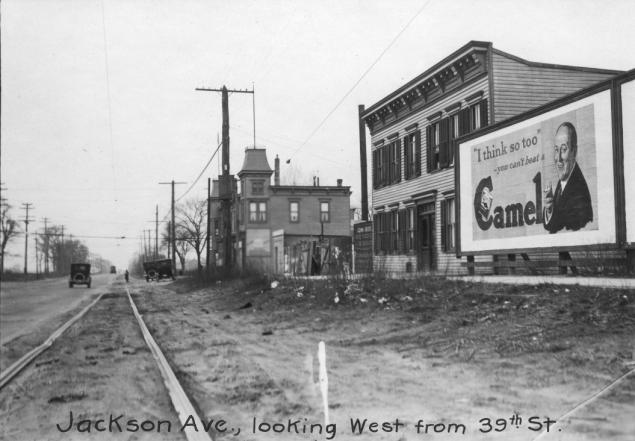 "I think so too"
- you can't beat a
Camel
Jackson Ave., looking West from 39th St.